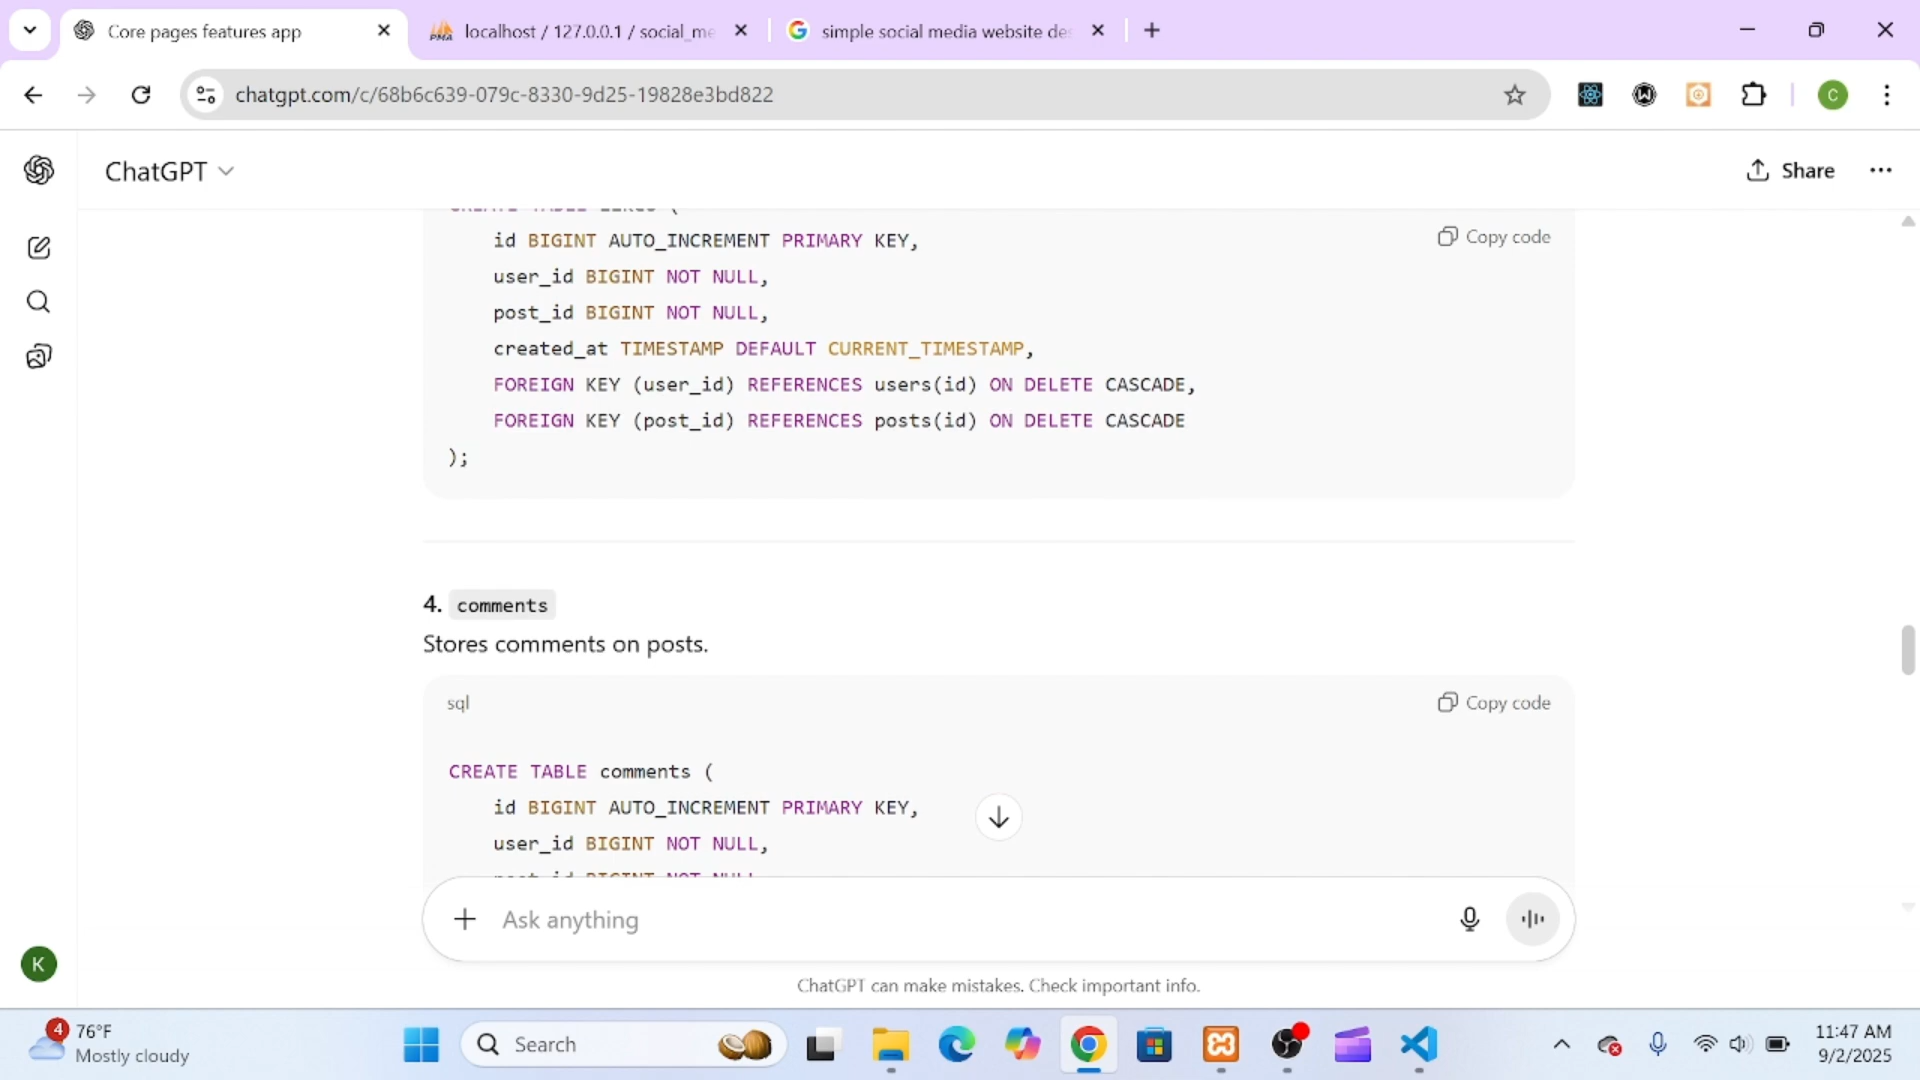 Core pages features app
localhost / 127.0.0.1 / social_me
simple social media website de
chatgpt.com/c/68b6c639-079c-8330-9d25-19828e3bd822
C
ChatGPT
Share
id BIGINT AUTO_INCREMENT PRIMARY KEY,
Copy code
user_id BIGINT NOT NULL,
post_id BIGINT NOT NULL,
created_at TIMESTAMP DEFAULT CURRENT_TIMESTAMP,
FOREIGN KEY (user_id) REFERENCES users(id) ON DELETE CASCADE,
FOREIGN KEY (post_id) REFERENCES posts(id) ON DELETE CASCADE
);
4. comments
Stores comments on posts.
sql
Copy code
CREATE TABLE comments (
id BIGINT AUTO_INCREMENT PRIMARY KEY,
user_id BIGINT NOT NULL,
Ask anything
K
ChatGPT can make mistakes. Check important info.
4
76°F
Mostly cloudy
Search
11:47 AM
9/2/2025